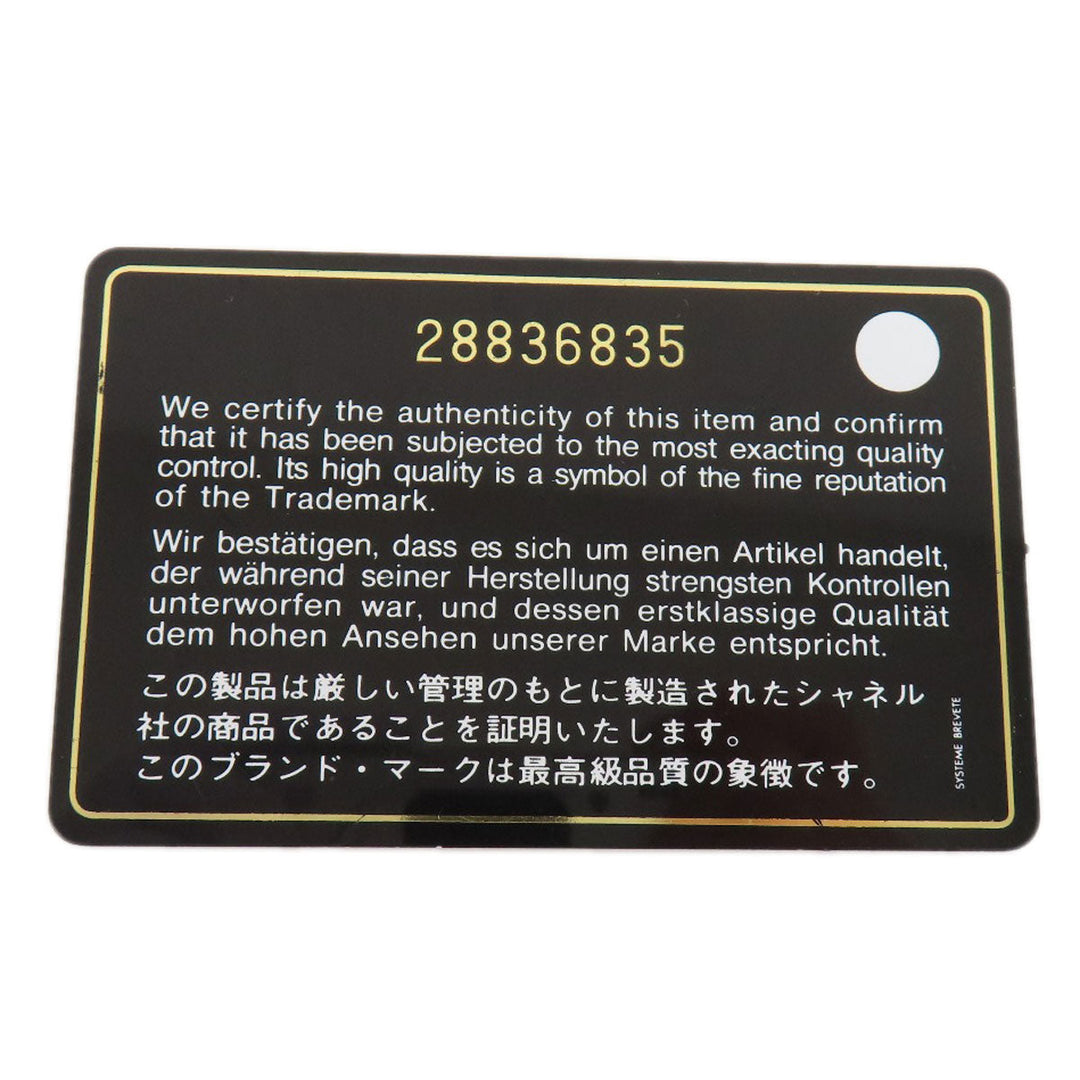 28836835
We certify the authenticity of this item and confirm
that it has been subjected to the most exacting quality
control. Its high quality is a symbol of the fine reputation
of the Trademark.
Wir bestätigen, dass es sich um einen Artikel handelt,
der während seiner Herstellung strengsten Kontrollen
unterworfen war, und dessen erstklassige Qualität
dem hohen Ansehen unserer Marke entspricht.
この製品は厳しい管理のもとに製造されたシャネル
社の商品であることを証明いたします。
このブランド・マークは最高級品質の象徴です。
SYSTEME BREVETE